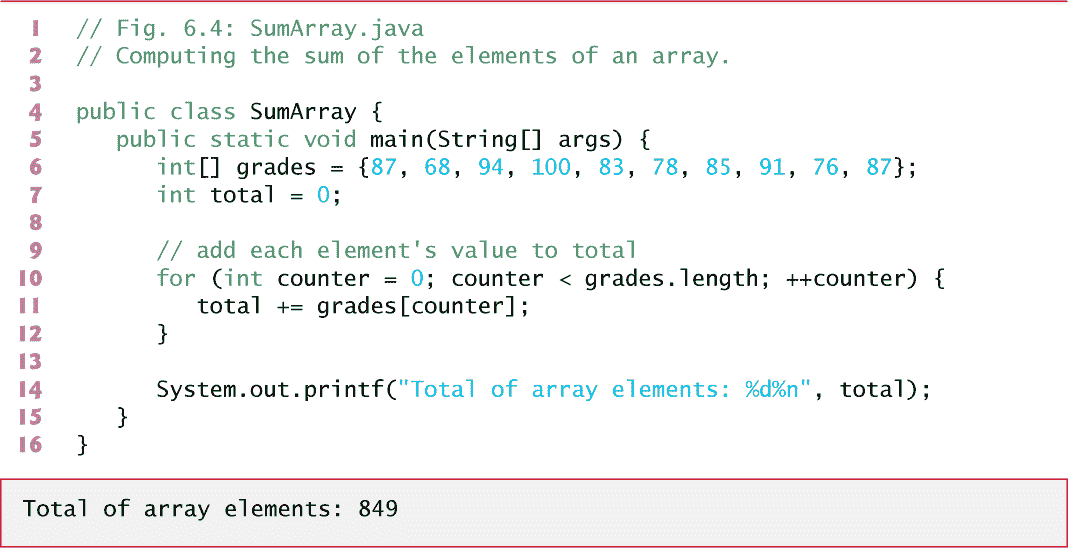 1 // Fig. 6.4: SumArray.java
2 // Computing the sum of the elements of an array.
3
4 public class SumArray {
5 public static void main(String[] args) {
6 int[] grades = {87, 68, 94, 100, 83, 78, 85, 91, 76, 87};
7 int total = 0;
8
9 // add each element's value to total
10 for (int counter = 0; counter < grades.length; ++counter) {
11 total += grades[counter];
12 }
13
14 System.out.printf("Total of array elements: %d%n", total);
15 }
16 }
Total of array elements: 849